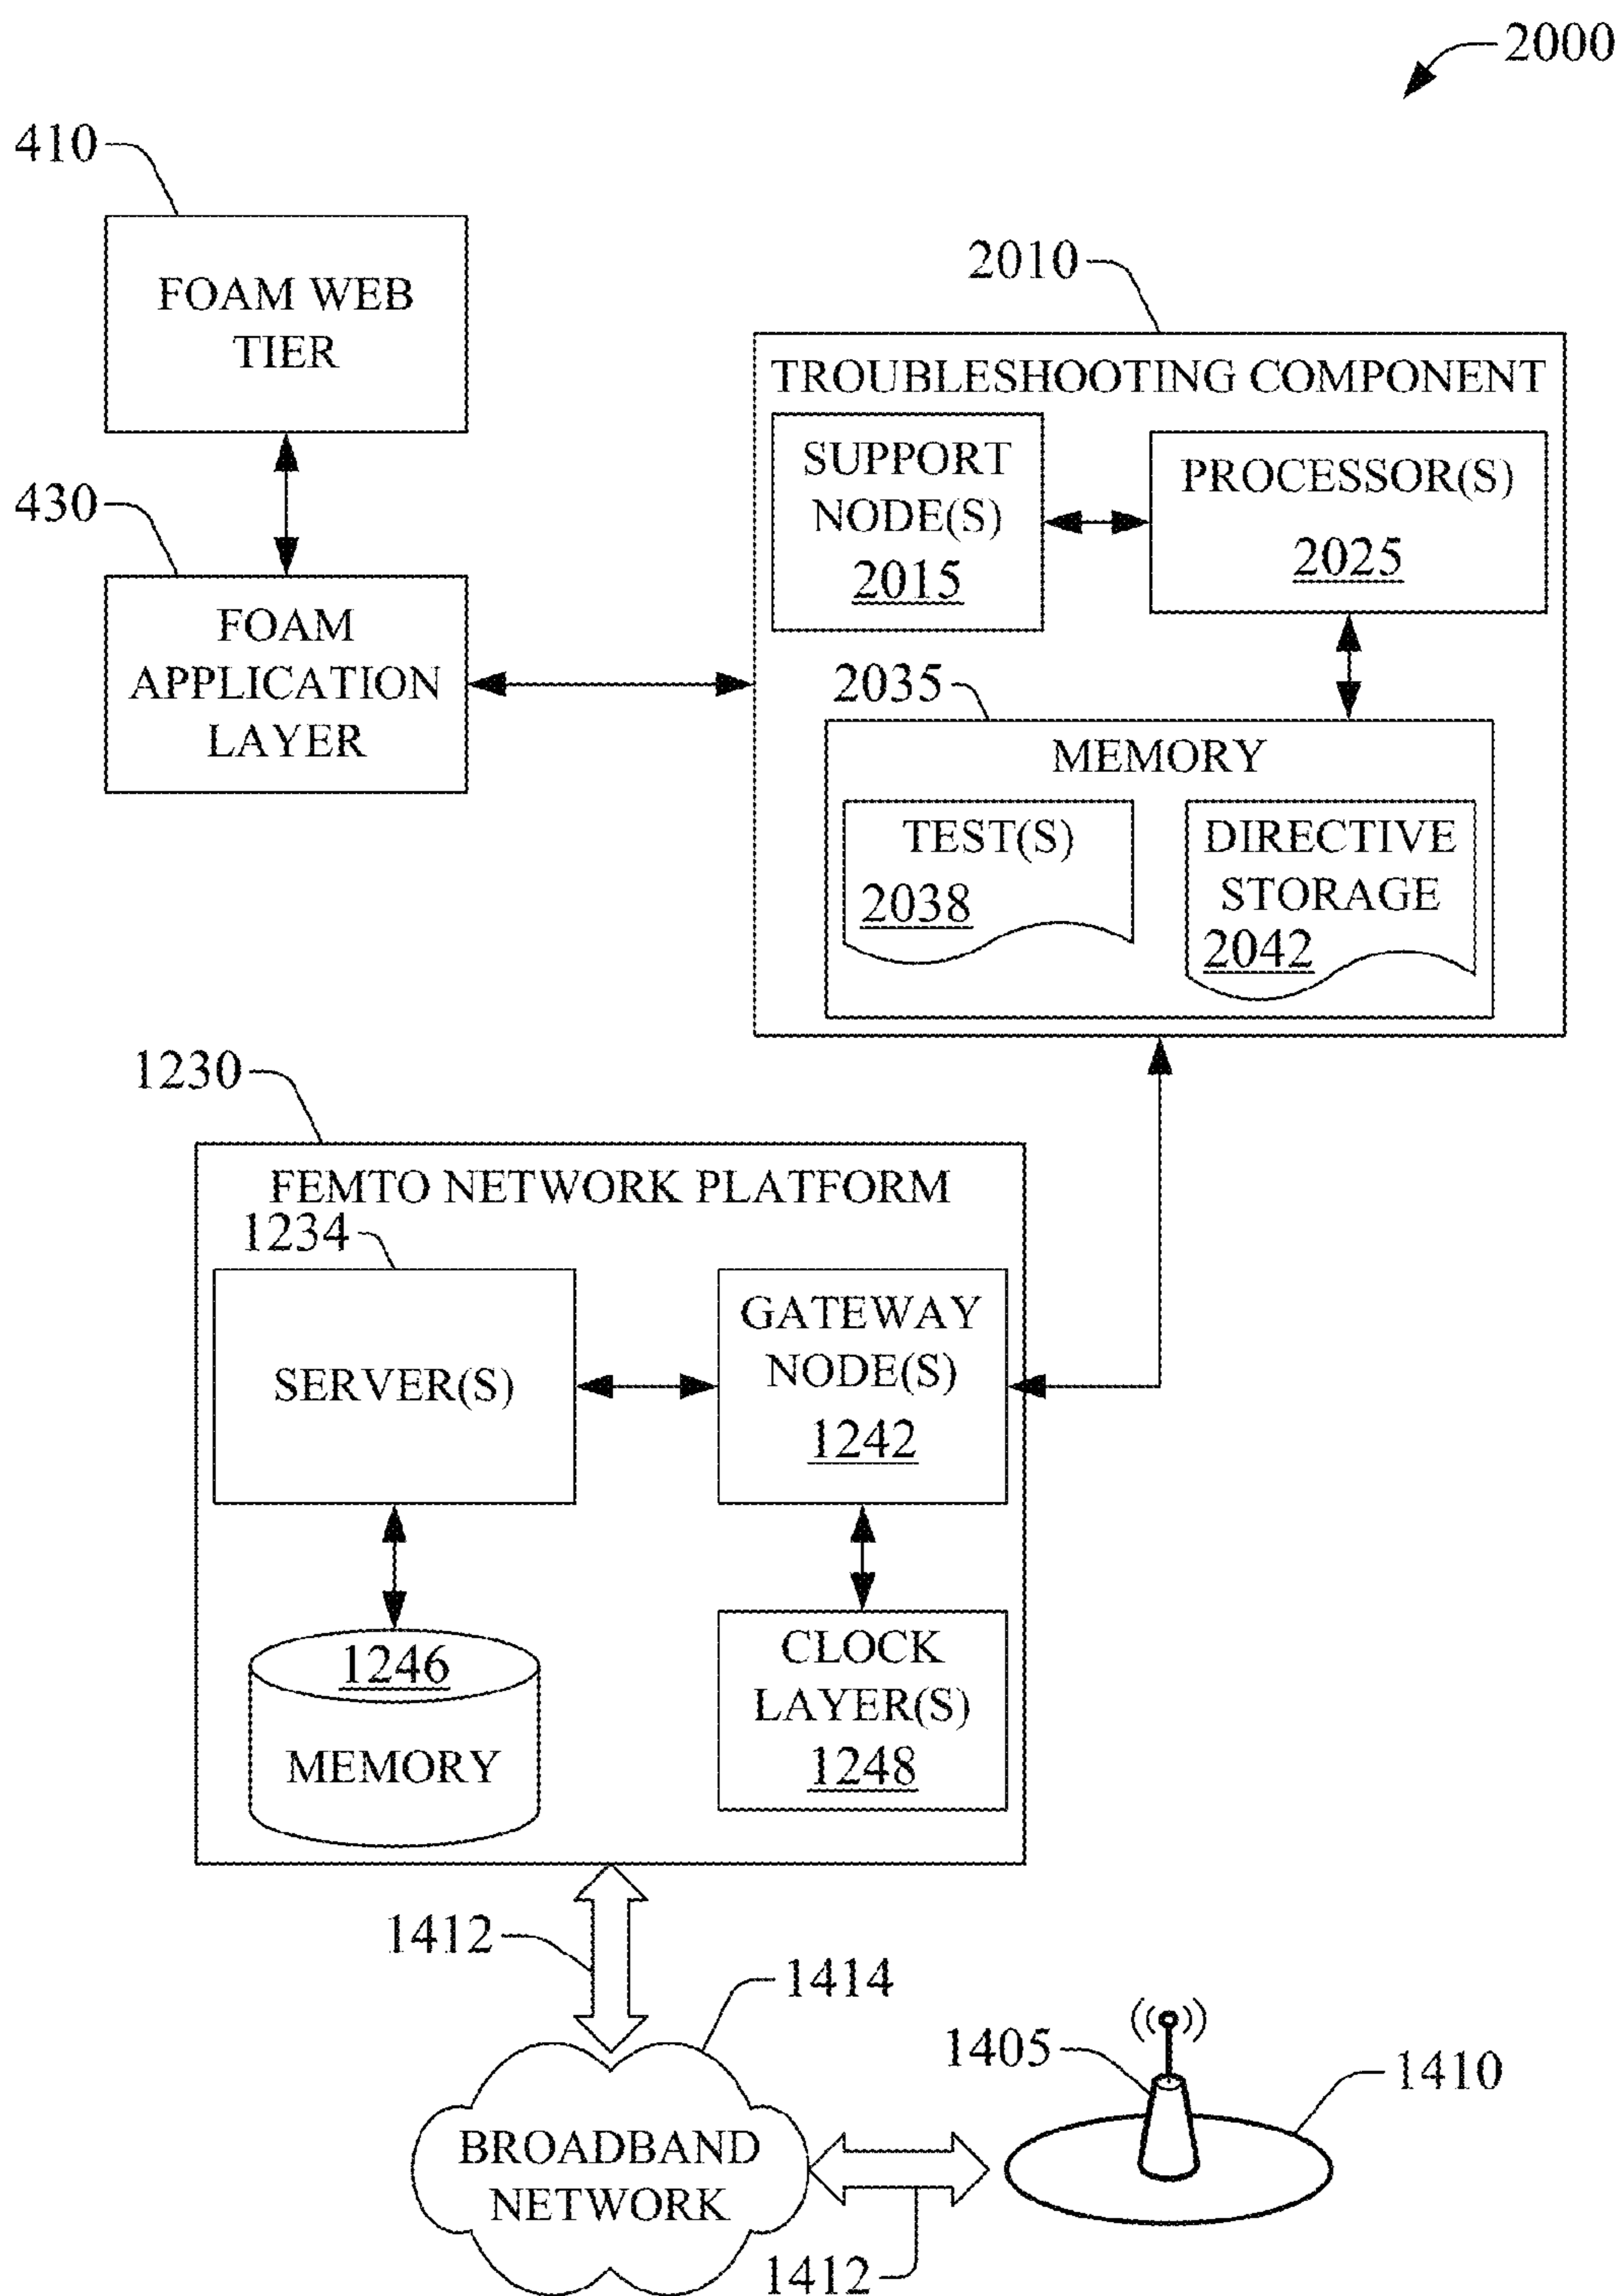 2000
410
FOAM WEB
TIER
430
FOAM
APPLICATION
LAYER
2010
TROUBLESHOOTING COMPONENT
SUPPORT
NODE(S)
2015
PROCESSOR(S)
2025
2035
MEMORY
TEST(S)
2038
DIRECTIVE
STORAGE
2042
1230
FEMTO NETWORK PLATFORM
1234
SERVER(S)
GATEWAY
NODE(S)
1242
1246
MEMORY
CLOCK
LAYER(S)
1248
1412
1414
BROADBAND
NETWORK
1405
1410
1412